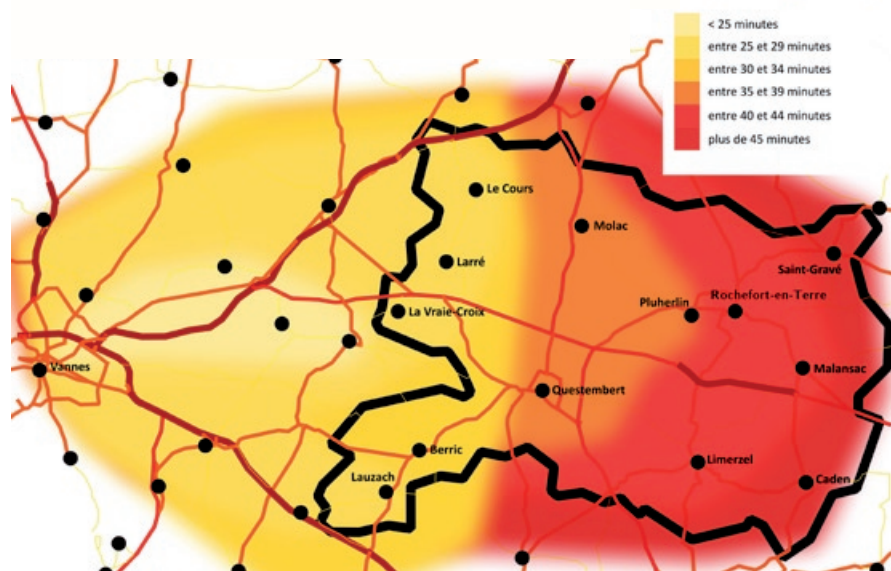 < 25 minutes
entre 25 et 29 minutes
entre 30 et 34 minutes
entre 35 et 39 minutes
entre 40 et 44 minutes
plus de 45 minutes
Le Cours
Molac
Larré
Saint-Gravé
La Vraie-Croix
Pluherlin
Rochefort-en-Terre
Vannes
Malansac
Questembert
Berric
Limerzel
Lauzach
Caden